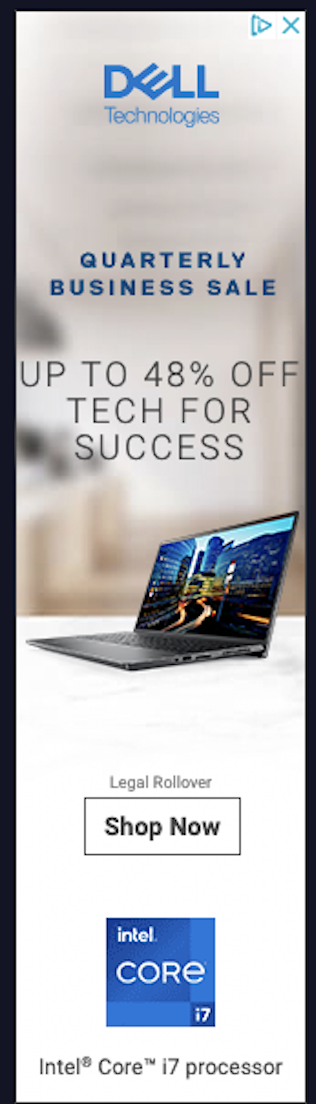 DELL
Technologies
QUARTERLY
BUSINESS SALE
UP TO 48% OFF
TECH FOR
SUCCESS
Legal Rollover
Shop Now
intel.
CORE
i7
Intel® Core™ i7 processor